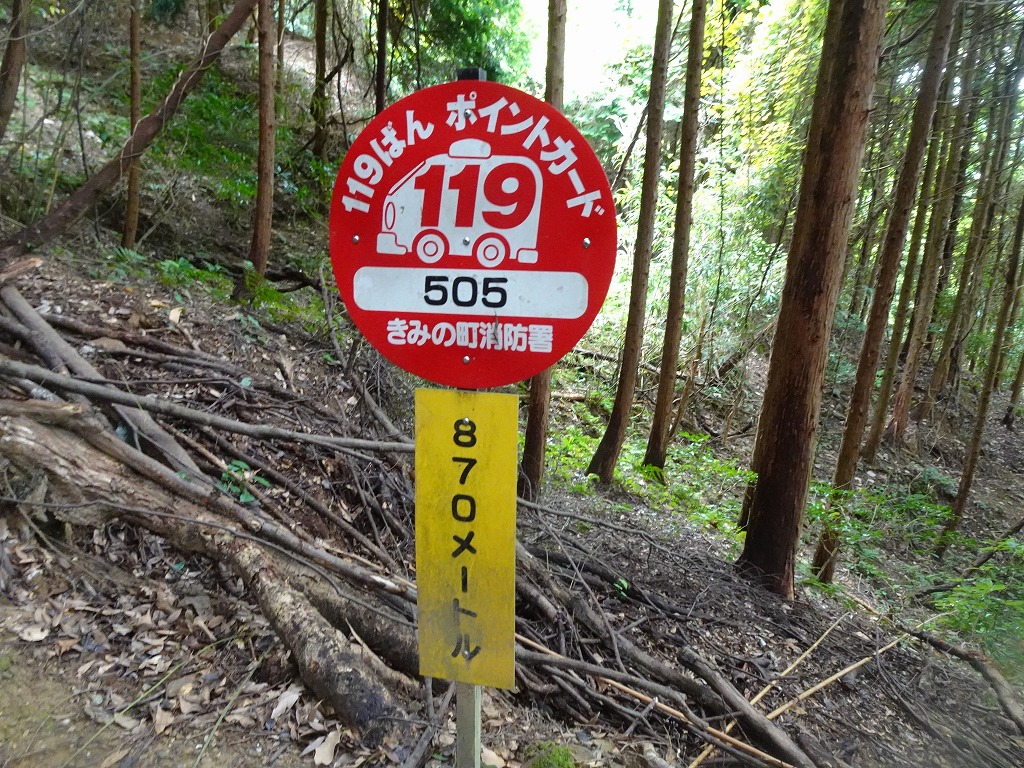 119ばん ポイントカード
119
505
きみの町消防署
870メートル